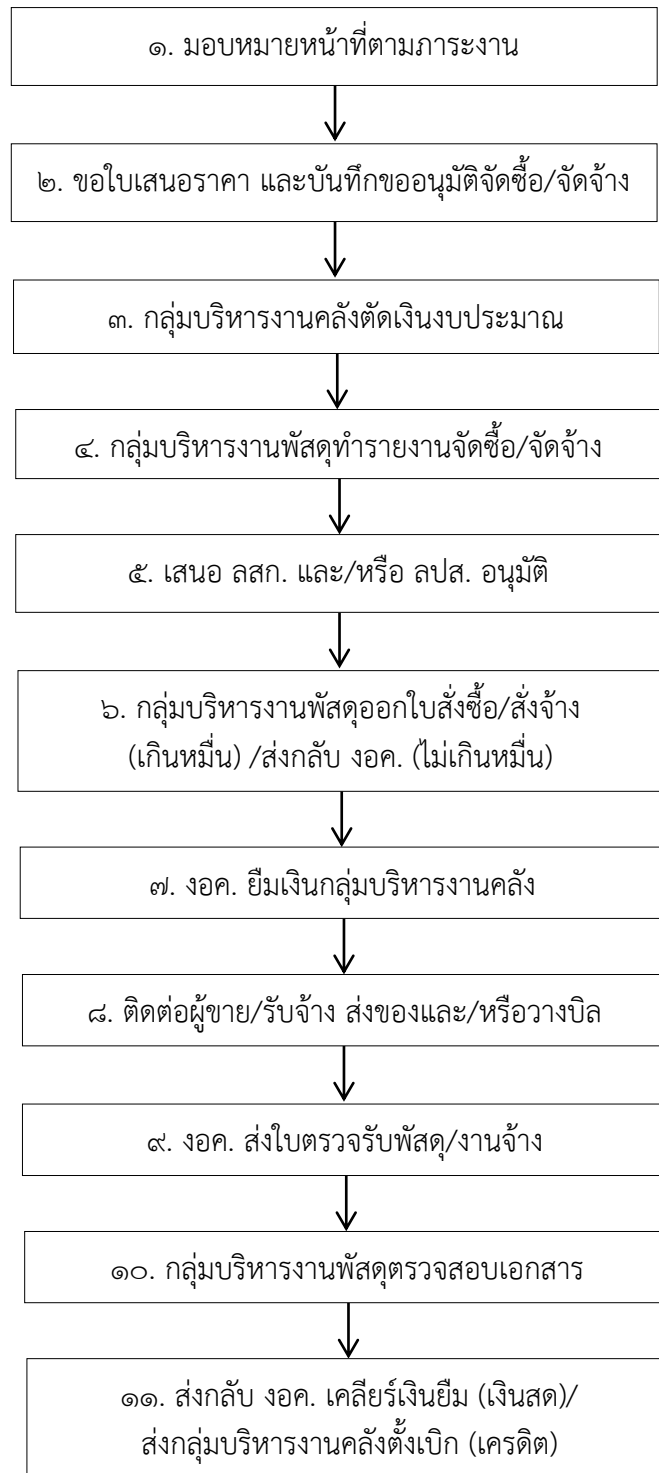 ๑. มอบหมายหน้าที่ตามภาระงาน
๒. ขอใบเสนอราคา และบันทึกขออนุมัติจัดซื้อ/จัดจ้าง
๓. กลุ่มบริหารงานคลังตัดเงินงบประมาณ
๔. กลุ่มบริหารงานพัสดุทำรายงานจัดซื้อ/จัดจ้าง
๕. เสนอ ลสก. และ/หรือ ลปส. อนุมัติ
๖. กลุ่มบริหารงานพัสดุออกใบสั่งซื้อ/สั่งจ้าง
(เกินหมื่น) /ส่งกลับ งอค. (ไม่เกินหมื่น)
๗. งอค. ยืมเงินกลุ่มบริหารงานคลัง
๘. ติดต่อผู้ขาย/รับจ้าง ส่งของและ/หรือวางบิล
๙. งอค. ส่งใบตรวจรับพัสดุ/งานจ้าง
๑๐. กลุ่มบริหารงานพัสดุตรวจสอบเอกสาร
๑๑. ส่งกลับ งอค. เคลียร์เงินยืม (เงินสด)/
ส่งกลุ่มบริหารงานคลังตั้งเบิก (เครดิต)